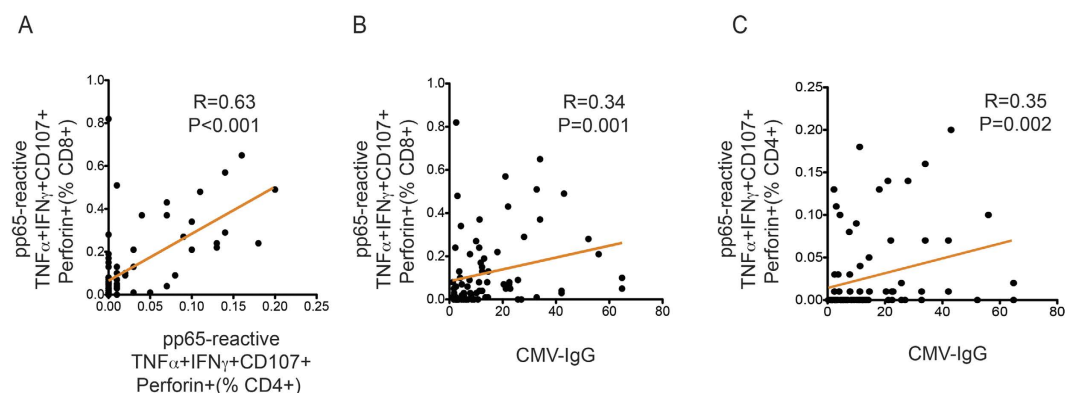 A
B
C
pp65-reactive
TNFα+IFNγ+CD107+
Perforin+(% CD8+)
1.0
0.8
0.6
0.4
0.2
0.0
R=0.63
P<0.001
0.00
0.05
0.10
0.15
0.20
0.25
pp65-reactive
TNFα+IFNγ+CD107+
Perforin+(% CD4+)
pp65-reactive
TNFα+IFNγ+CD107+
Perforin+(% CD8+)
1.0
0.8
0.6
0.4
0.2
0.0
R=0.34
P=0.001
0
20
40
60
80
CMV-IgG
pp65-reactive
TNFα+IFNγ+CD107+
Perforin+(% CD4+)
0.25
0.20
0.15
0.10
0.05
0.00
R=0.35
P=0.002
0
20
40
60
80
CMV-IgG